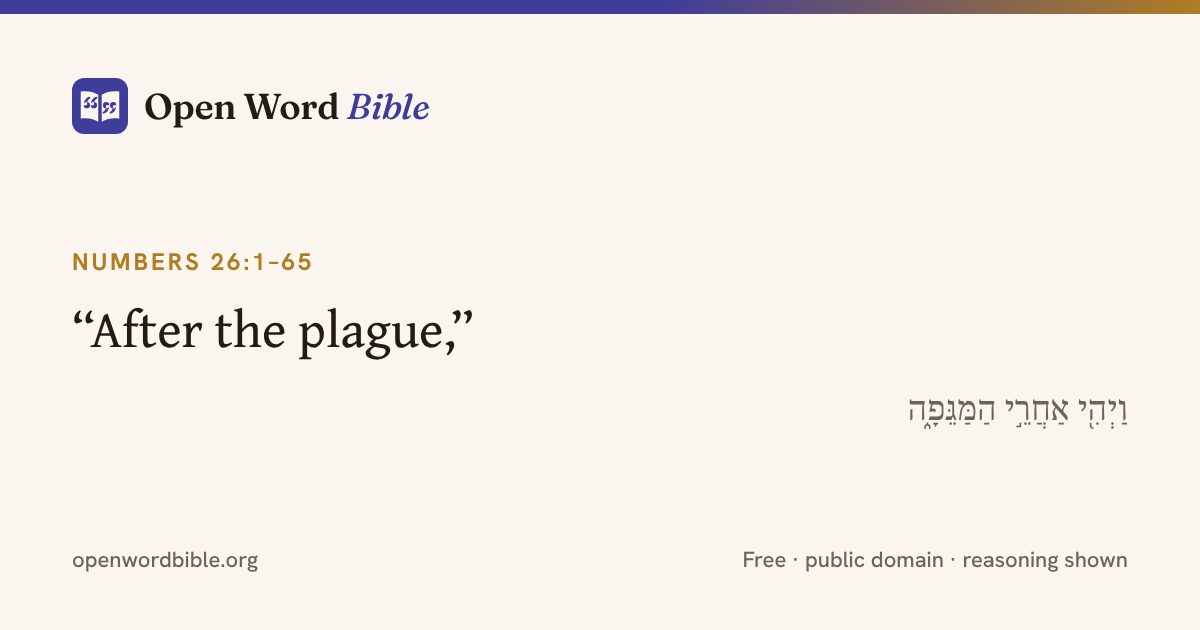 Open Word Bible
NUMBERS 26:1–65
“After the plague,”
וַיְהִ֖י אַחֲרֵ֣י הַמַּגֵּפָ֑ה
openwordbible.org
Free · public domain · reasoning shown